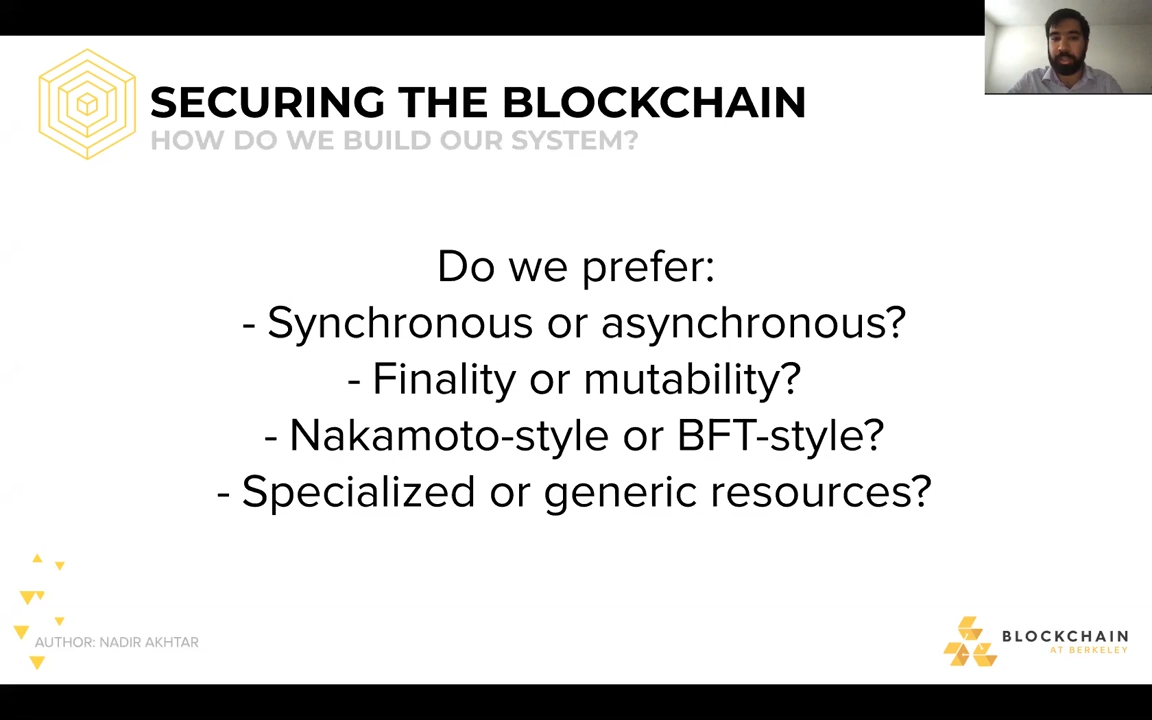 SECURING THE BLOCKCHAIN
HOW DO WE BUILD OUR SYSTEM?
Do we prefer:
- Synchronous or asynchronous?
- Finality or mutability?
- Nakamoto-style or BFT-style?
- Specialized or generic resources?
AUTHOR: NADIR AKHTAR
BLOCKCHAIN
AT BERKELEY